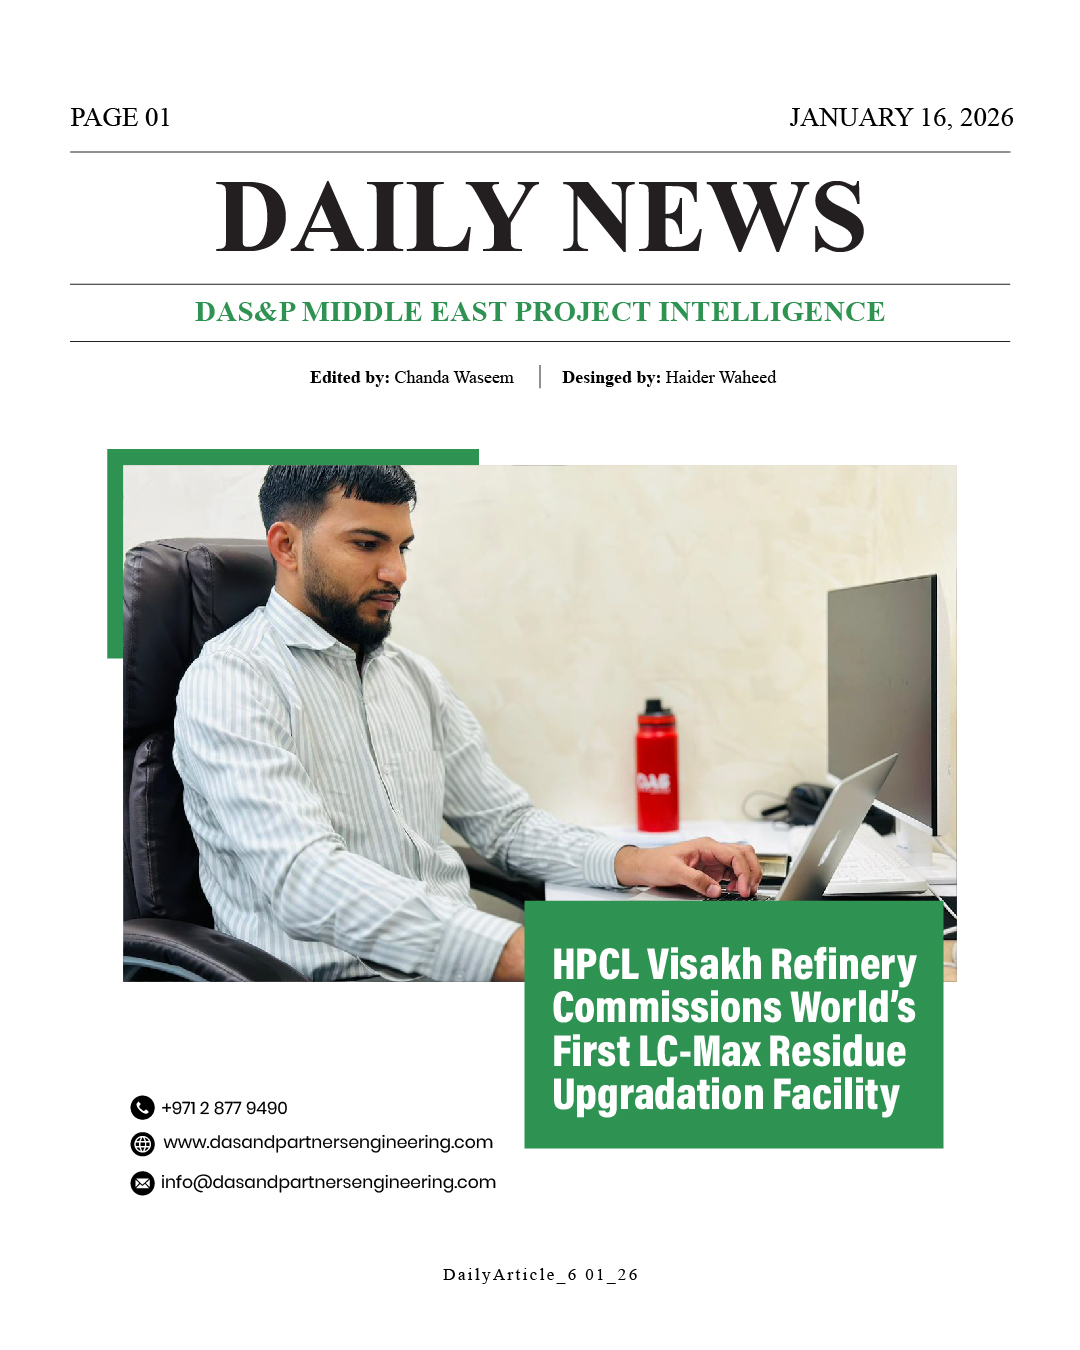 PAGE 01
JANUARY 16, 2026
DAILY NEWS
DAS&P MIDDLE EAST PROJECT INTELLIGENCE
Edited by: Chanda Waseem
Desinged by: Haider Waheed
DAS
HPCL Visakh Refinery
Commissions World’s
First LC-Max Residue
Upgradation Facility
+971 2 877 9490
www.dasandpartnersengineering.com
info@dasandpartnersengineering.com
DailyArticle_6 01_26